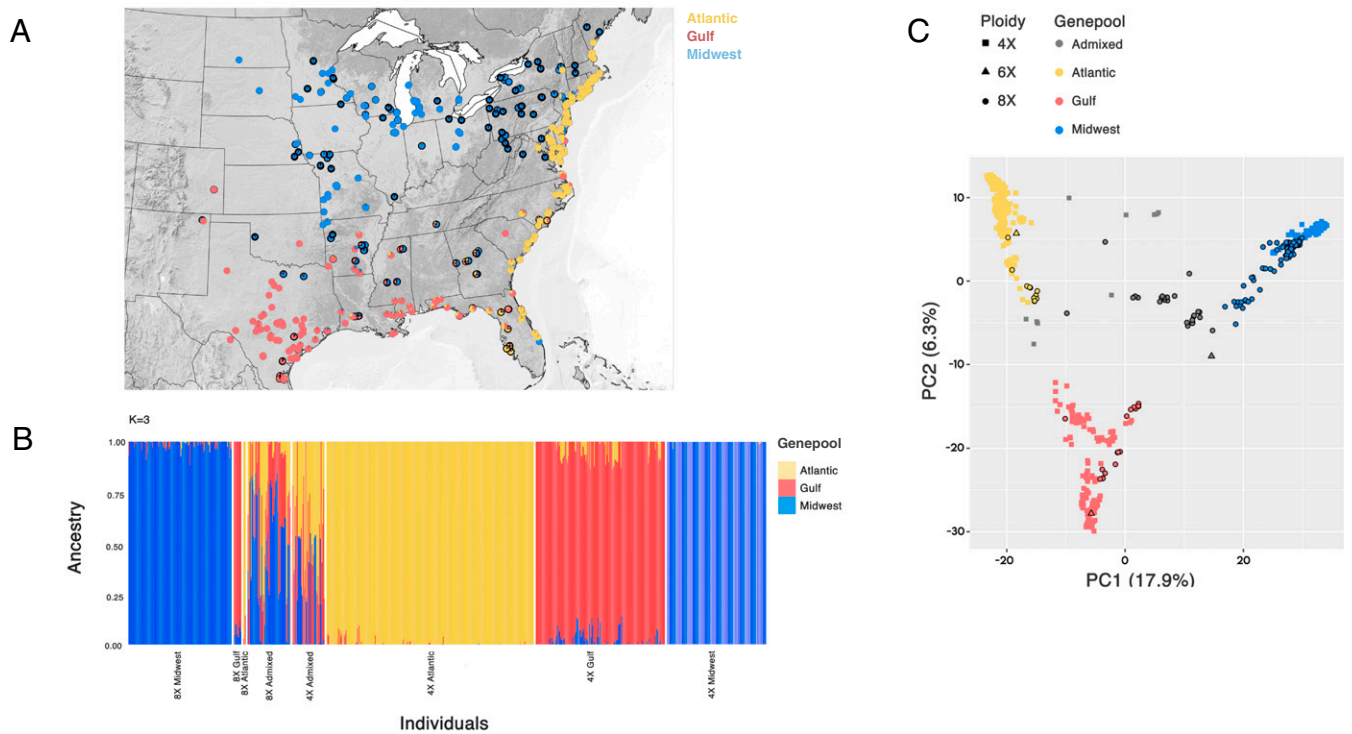 A
Atlantic
Gulf
Midwest
B
K=3
1.00
0.75
0.50
0.25
0.00
Ancestry
8X Midwest
8X Gulf
8X Atlantic
8X Admixed
4X Admixed
4X Atlantic
4X Gulf
4X Midwest
Individuals
Genepool
Atlantic
Gulf
Midwest
C
Ploidy
4X
6X
8X
Genepool
Admixed
Atlantic
Gulf
Midwest
10
0
-10
-20
-30
PC2 (6.3%)
-20
0
20
PC1 (17.9%)